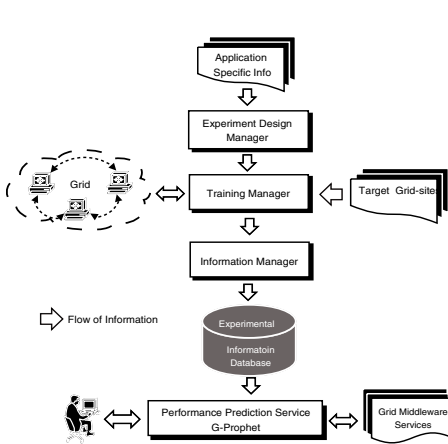 Application
Specific Info
Experiment Design
Manager
Grid
Training Manager
Target Grid-sites
Information Manager
Flow of Information
Experimental
Informatoin
Database
Performance Prediction Service
G-Prophet
Grid Middleware
Services